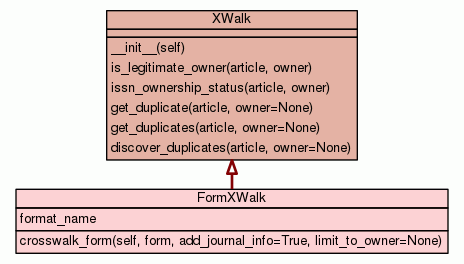 XWalk
__init__(self)
is_legitimate_owner(article, owner)
issn_ownership_status(article, owner)
get_duplicate(article, owner=None)
get_duplicates(article, owner=None)
discover_duplicates(article, owner=None)
FormXWalk
format_name
crosswalk_form(self, form, add_journal_info=True, limit_to_owner=None)